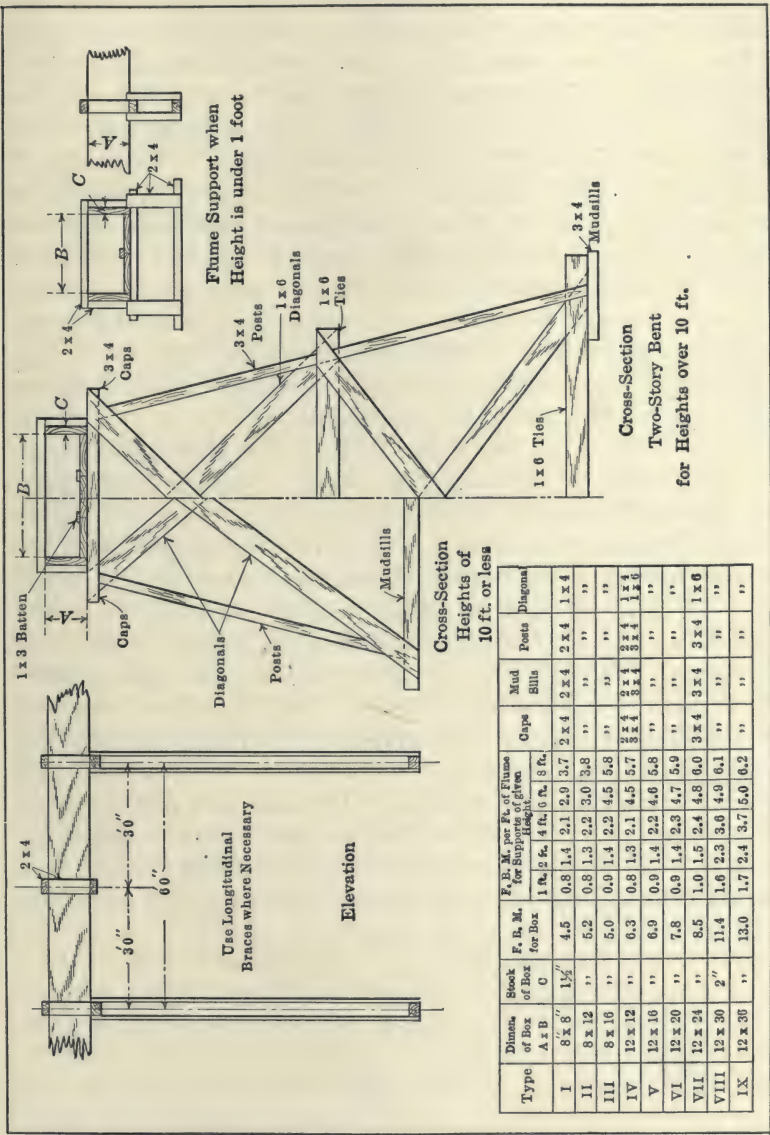 A
C
B
2 x 4
2 x 4
Flume Support when
Height is under 1 foot
1 x 3 Batten
B
C
A
3 x 4
Caps
Caps
3 x 4
Posts
1 x 6
Diagonals
1 x 6
Ties
Diagonals
Posts
Mudsills
1 x 6 Ties
3 x 4
Mudsills
Cross-Section
Heights of
10 ft. or less
Cross-Section
Two-Story Bent
for Heights over 10 ft.
2 x 4
30"
30"
60"
Use Longitudinal
Braces where Necessary
Elevation
Type | Dimen. of Box A x B | Stock of Box C | F. B. M. for Box | F. B. M. per Ft. of Flume for Supports of given Height | Caps | Mud Sills | Posts | Diagonal
1 ft. | 2 ft. | 4 ft. | 6 ft. | 8 ft.
I | 8" x 8" | 1½" | 4.5 | 0.8 | 1.4 | 2.1 | 2.9 | 3.7 | 2 x 4 | 2 x 4 | 2 x 4 | 1 x 4
II | 8 x 12 | ,, | 5.2 | 0.8 | 1.3 | 2.2 | 3.0 | 3.8 | ,, | ,, | ,, | ,,
III | 8 x 16 | ,, | 5.0 | 0.9 | 1.4 | 2.2 | 4.5 | 5.8 | ,, | ,, | ,, | ,,
IV | 12 x 12 | ,, | 6.3 | 0.8 | 1.3 | 2.1 | 4.5 | 5.7 | 2 x 4 3 x 4 | 2 x 4 3 x 4 | 2 x 4 3 x 4 | 1 x 4 1 x 6
V | 12 x 16 | ,, | 6.9 | 0.9 | 1.4 | 2.2 | 4.6 | 5.8 | ,, | ,, | ,, | ,,
VI | 12 x 20 | ,, | 7.8 | 0.9 | 1.4 | 2.3 | 4.7 | 5.9 | ,, | ,, | ,, | ,,
VII | 12 x 24 | ,, | 8.5 | 1.0 | 1.5 | 2.4 | 4.8 | 6.0 | 3 x 4 | 3 x 4 | 3 x 4 | 1 x 6
VIII | 12 x 30 | 2" | 11.4 | 1.6 | 2.3 | 3.6 | 4.9 | 6.1 | ,, | ,, | ,, | ,,
IX | 12 x 36 | ,, | 13.0 | 1.7 | 2.4 | 3.7 | 5.0 | 6.2 | ,, | ,, | ,, | ,,